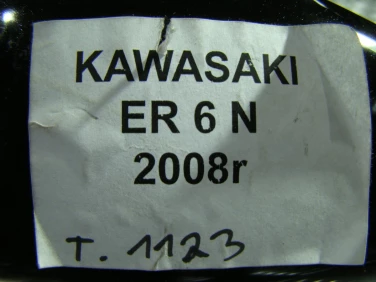 KAWASAKI
ER 6 N
2008r
T. 1123